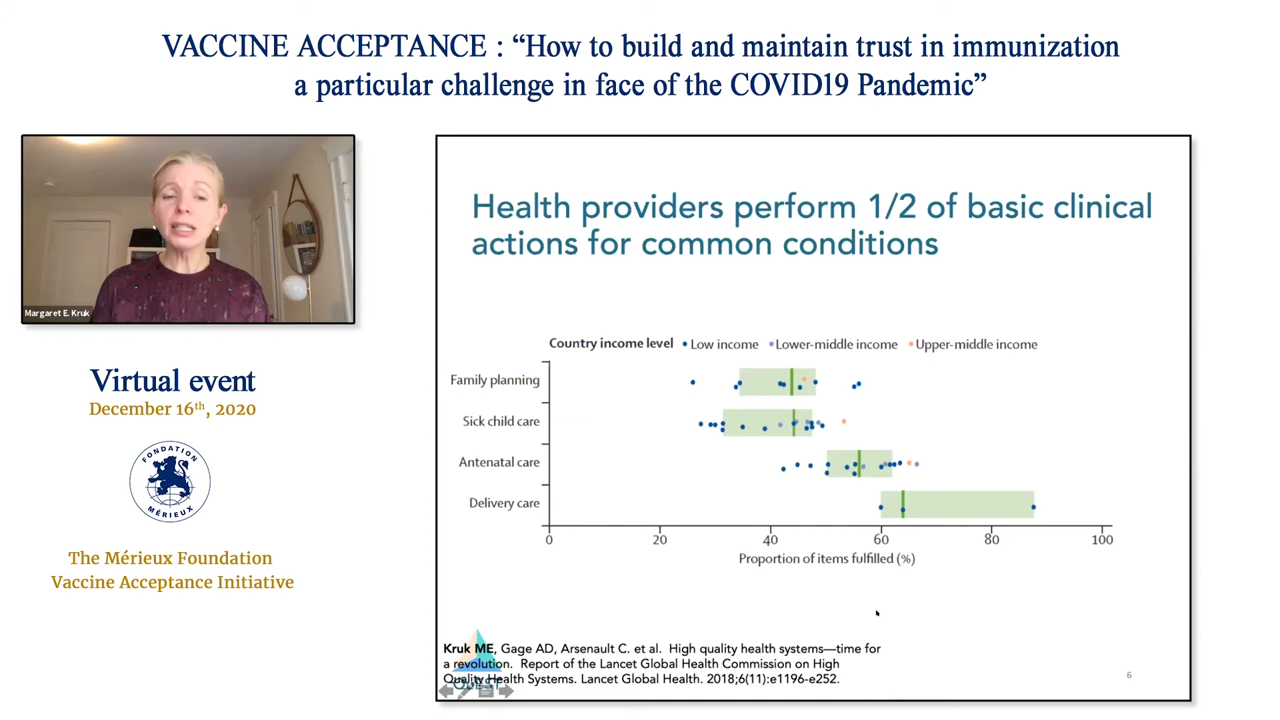 VACCINE ACCEPTANCE : “How to build and maintain trust in immunization
a particular challenge in face of the COVID19 Pandemic”
Margaret E. Kruk
Virtual event
December 16th, 2020
FONDATION
MÉRIEUX
The Mérieux Foundation
Vaccine Acceptance Initiative
Health providers perform 1/2 of basic clinical
actions for common conditions
Country income level • Low income • Lower-middle income • Upper-middle income
Family planning
Sick child care
Antenatal care
Delivery care
0 20 40 60 80 100
Proportion of items fulfilled (%)
Kruk ME, Gage AD, Arsenault C. et al. High quality health systems—time for
a revolution. Report of the Lancet Global Health Commission on High
Quality Health Systems. Lancet Global Health. 2018;6(11):e1196-e252.
6